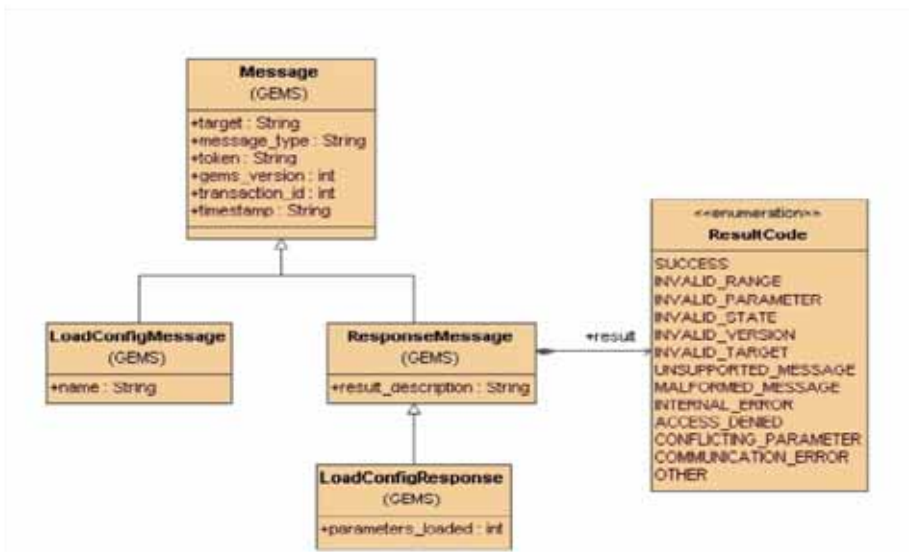 Message
(GEMS)
+target : String
+message_type : String
+token : String
+gems_version : int
+transaction_id : int
+timestamp : String
LoadConfigMessage
(GEMS)
+name : String
ResponseMessage
(GEMS)
+result_description : String
+result
<<enumeration>>
ResultCode
SUCCESS
INVALID_RANGE
INVALID_PARAMETER
INVALID_STATE
INVALID_VERSION
INVALID_TARGET
UNSUPPORTED_MESSAGE
MALFORMED_MESSAGE
INTERNAL_ERROR
ACCESS_DENIED
CONFLICTING_PARAMETER
COMMUNICATION_ERROR
OTHER
LoadConfigResponse
(GEMS)
+parameters_loaded : int